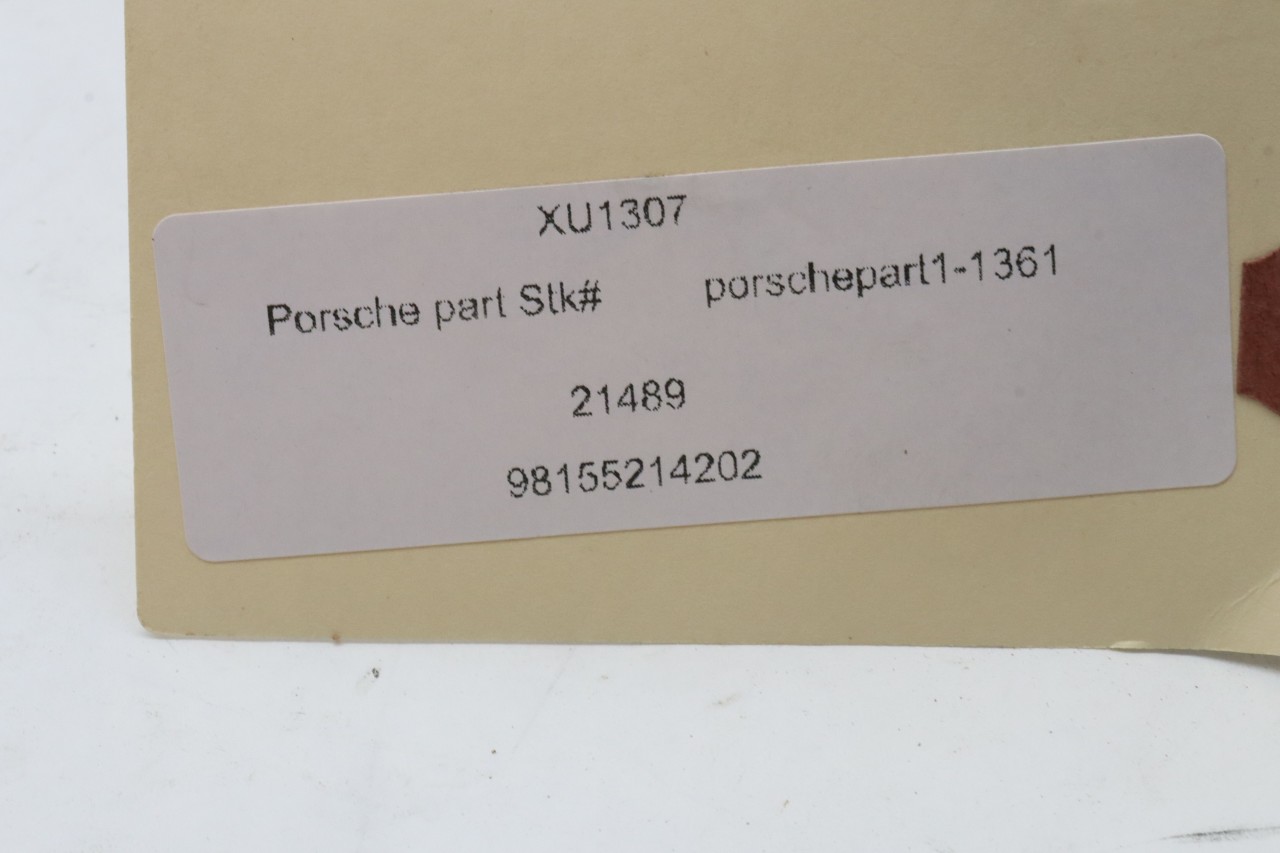 XU1307
Porsche part Stk# porschepart1-1361
21489
98155214202